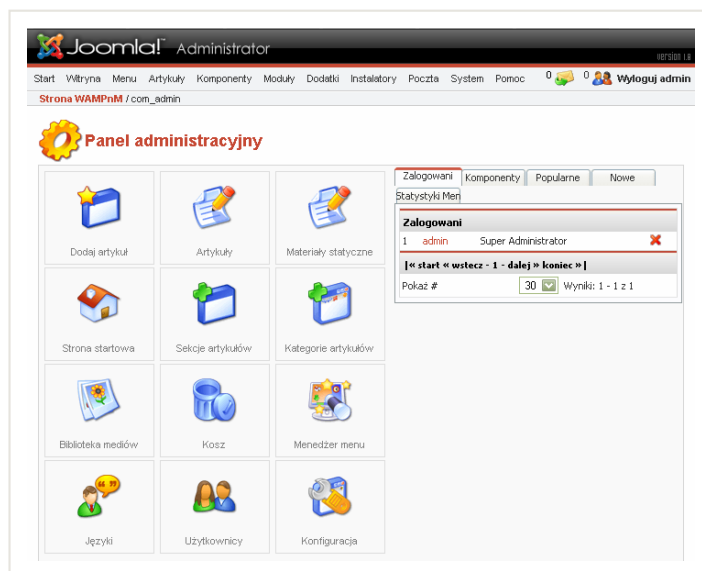 Joomla!™ Administrator
version 1.5
Start Witryna Menu Artykuły Komponenty Moduły Dodatki Instalatory Poczta System Pomoc 0 0 Wyloguj admin
Strona WAMPnM / com_admin
Panel administracyjny
Zalogowani Komponenty Popularne Nowe
Statystyki Men
Zalogowani
1 admin Super Administrator
|« start « wstecz - 1 - dalej » koniec »|
Pokaż # 30 Wyniki: 1 - 1 z 1
Dodaj artykuł Artykuły Materiały statyczne
Strona startowa Sekcje artykułów Kategorie artykułów
Biblioteka mediów Kosz Menedżer menu
Języki Użytkownicy Konfiguracja